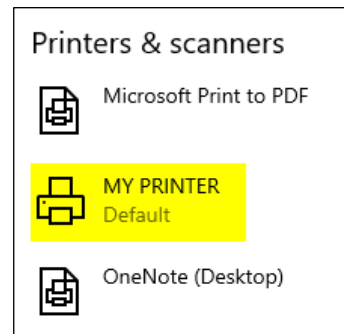 Printers & scanners
Microsoft Print to PDF
MY PRINTER
Default
OneNote (Desktop)